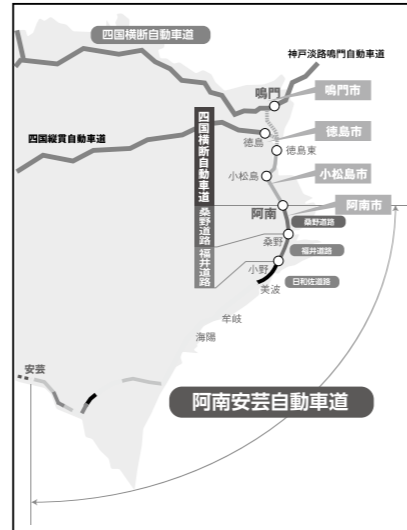 四国横断自動車道
神戸淡路鳴門自動車道
鳴門
鳴門市
四国横断自動車道
徳島市
四国縦貫自動車道
徳島
徳島東
小松島
小松島市
阿南
阿南市
桑野道路
桑野道路
桑野
福井道路
福井道路
小野
日和佐道路
美波
牟岐
海陽
安芸
阿南安芸自動車道